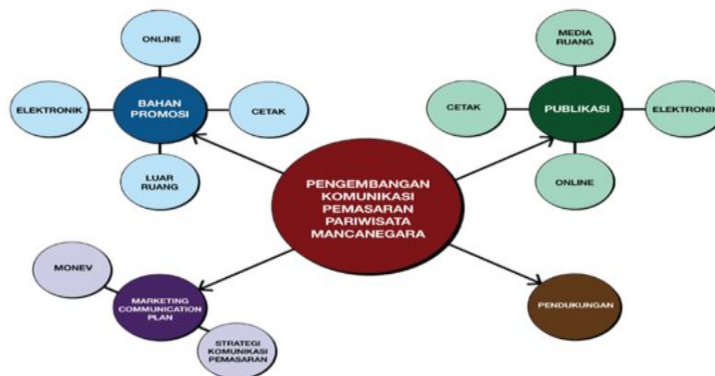 ONLINE
ELEKTRONIK
BAHAN
PROMOSI
CETAK
LUAR
RUANG
MEDIA
RUANG
CETAK
PUBLIKASI
ELEKTRONIK
ONLINE
PENGEMBANGAN
KOMUNIKASI
PEMASARAN
PARIWISATA
MANCANEGARA
MONEV
MARKETING
COMMUNICATION
PLAN
STRATEGI
KOMUNIKASI
PEMASARAN
PENDUKUNGAN